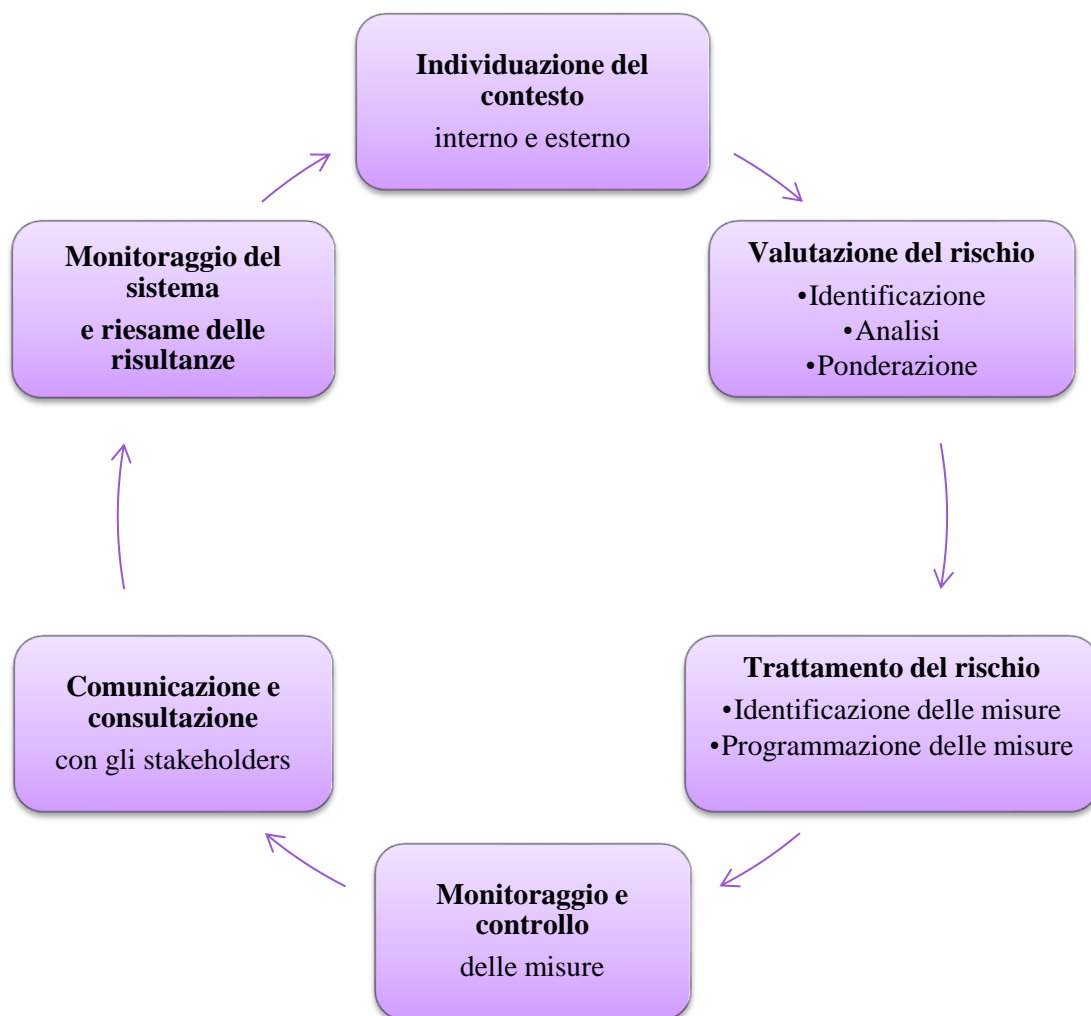 Individuazione del
contesto
interno e esterno
Valutazione del rischio
•Identificazione
•Analisi
•Ponderazione
Trattamento del rischio
•Identificazione delle misure
•Programmazione delle misure
Monitoraggio e
controllo
delle misure
Comunicazione e
consultazione
con gli stakeholders
Monitoraggio del
sistema
e riesame delle
risultanze